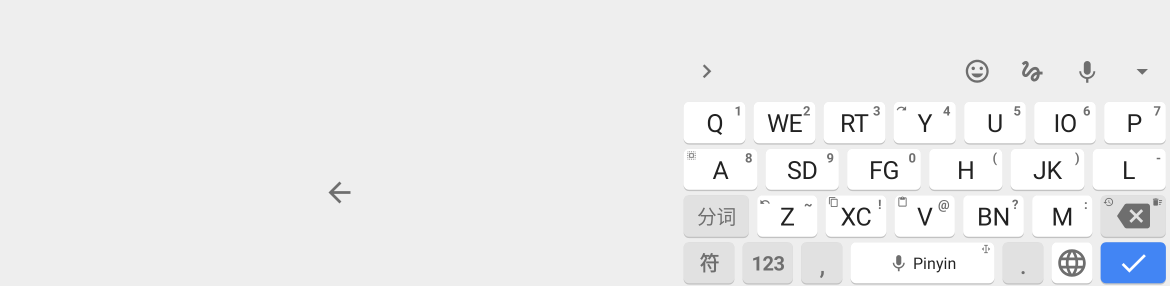 Q 1 WE 2 RT 3 Y 4 U 5 IO 6 P 7
A 8 SD 9 FG 0 H ( JK ) L -
分词 Z ~ XC ! V @ BN ? M :
符 123 , Pinyin .